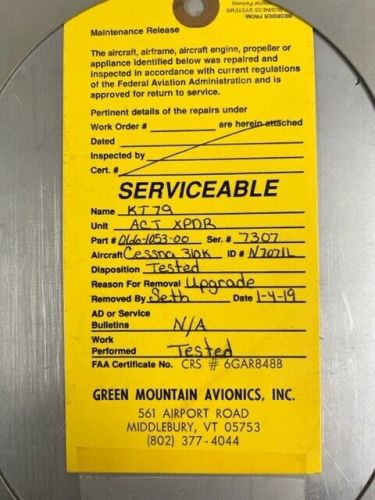 REORDER FROM:
BUSINESS SYSTEMS
Maintenance Release
The aircraft, airframe, aircraft engine, propeller or
appliance identified below was repaired and
inspected in accordance with current regulations
of the Federal Aviation Administration and is
approved for return to service.
Pertinent details of the repairs under
Work Order # are herein attached
Dated
Inspected by
Cert. #
SERVICEABLE
Name KT79
Unit ACT XPDR
Part # 066-1053-00 Ser. # 7307
Aircraft Cessna 310K ID # N7071L
Disposition Tested
Reason For Removal Upgrade
Removed By Seth Date 1-4-19
AD or Service
Bulletins N/A
Work
Performed Tested
FAA Certificate No. CRS # 6GAR848B
GREEN MOUNTAIN AVIONICS, INC.
561 AIRPORT ROAD
MIDDLEBURY, VT 05753
(802) 377-4044